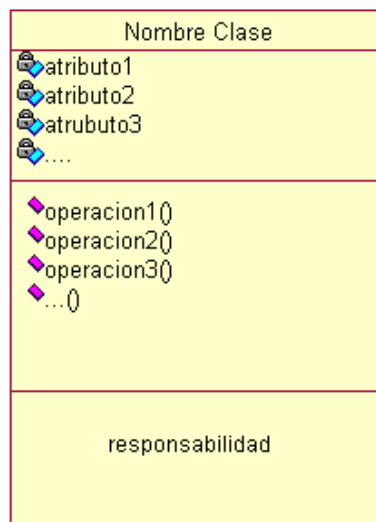 Nombre Clase
atributo1
atributo2
atrubuto3
....
operacion1()
operacion2()
operacion3()
...()
responsabilidad